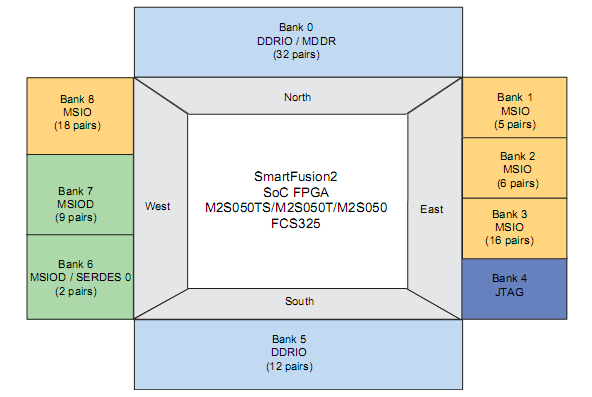 Bank 0
DDRIO / MDDR
(32 pairs)
Bank 8
MSIO
(18 pairs)
North
Bank 1
MSIO
(5 pairs)
Bank 2
MSIO
(6 pairs)
Bank 7
MSIOD
(9 pairs)
West
SmartFusion2
SoC FPGA
M2S050TS/M2S050T/M2S050
FCS325
East
Bank 3
MSIO
(16 pairs)
Bank 6
MSIOD / SERDES 0
(2 pairs)
Bank 4
JTAG
South
Bank 5
DDRIO
(12 pairs)